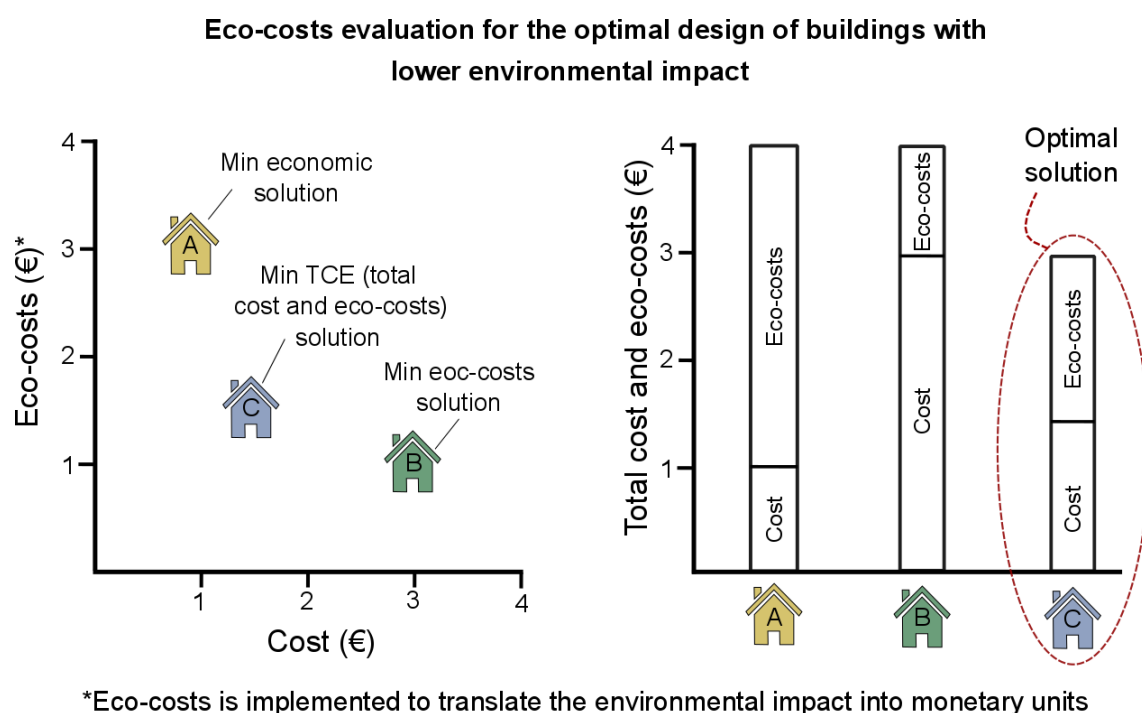 Eco-costs evaluation for the optimal design of buildings with
lower environmental impact
Eco-costs (€)*
4
3
2
1
Min economic
solution
A
Min TCE (total
cost and eco-costs)
solution
C
Min eoc-costs
solution
B
1
2
3
4
Cost (€)
Total cost and eco-costs (€)
4
3
2
1
Eco-costs
Cost
Eco-costs
Cost
Optimal
solution
Eco-costs
Cost
A
B
C
*Eco-costs is implemented to translate the environmental impact into monetary units